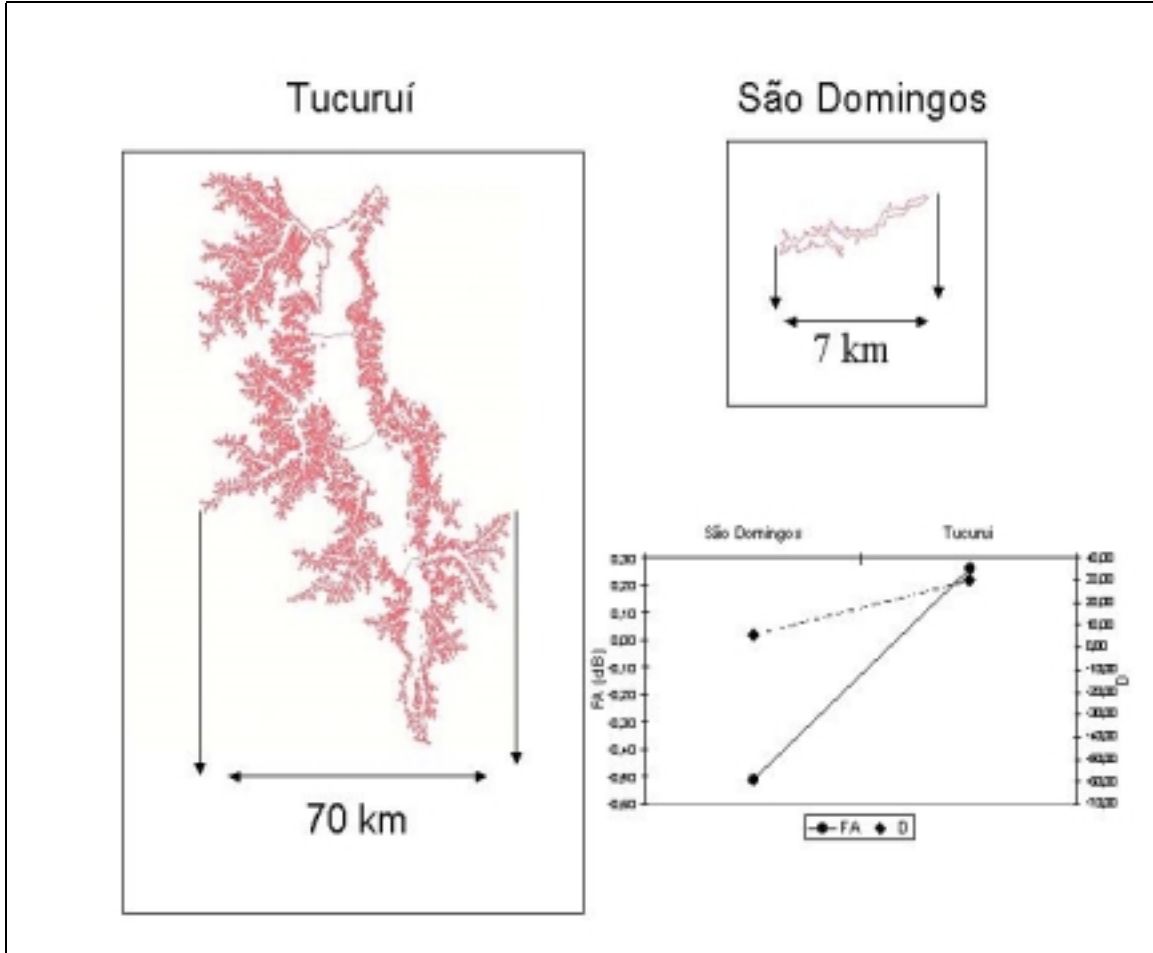 Tucuruí
São Domingos
7 km
70 km
São Domingos Tucuruí
0,30
0,20
0,10
0,00
-0,10
-0,20
-0,30
-0,40
-0,50
-0,60
FA (dB)
40,00
30,00
20,00
10,00
0,00
-10,00
-20,00
-30,00
-40,00
-50,00
-60,00
-70,00
D
FA D